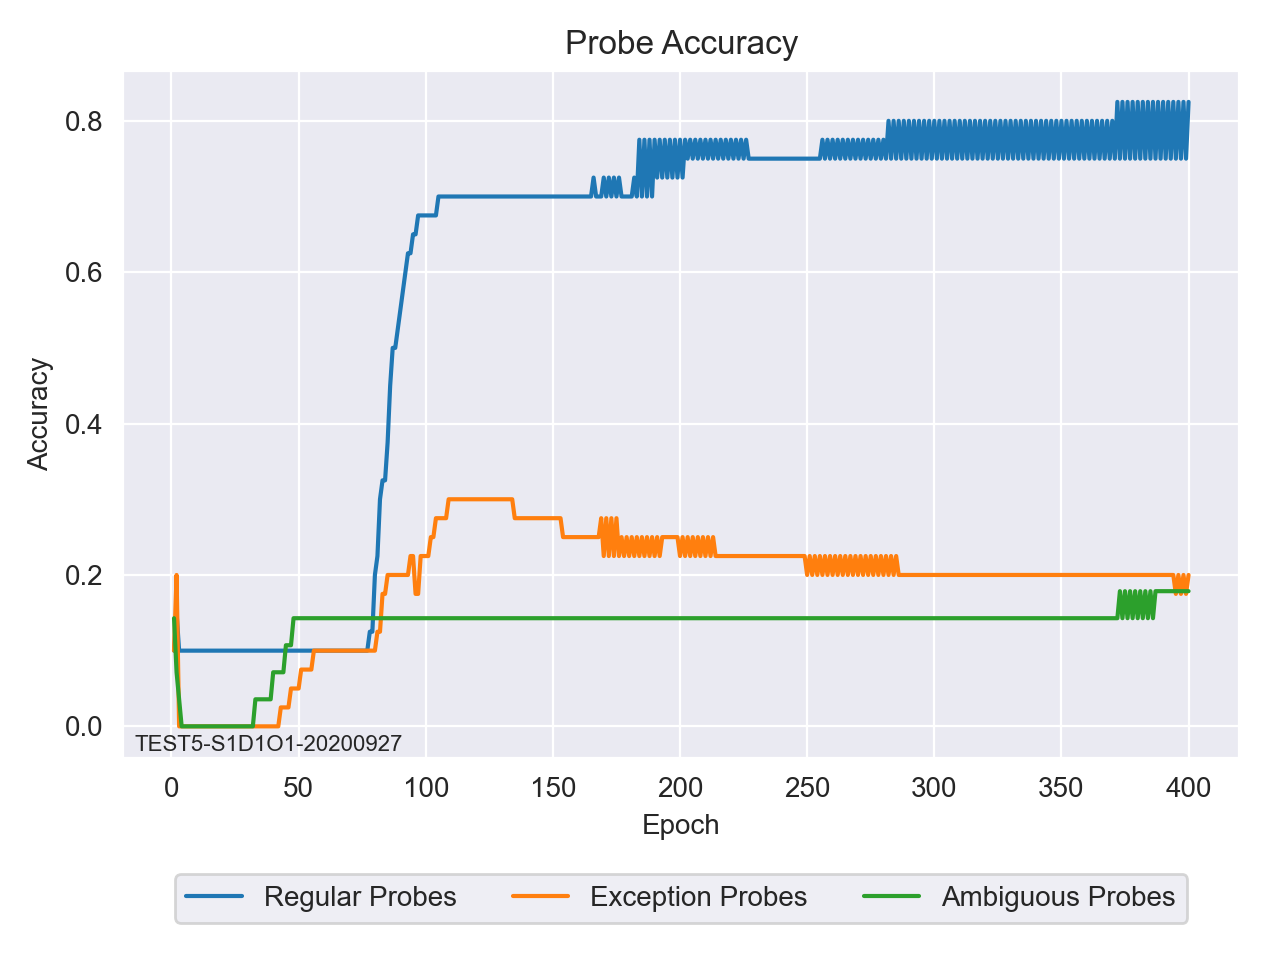 Probe Accuracy
Accuracy
0.8
0.6
0.4
0.2
0.0
TEST5-S1D1O1-20200927
0 50 100 150 200 250 300 350 400
Epoch
Regular Probes Exception Probes Ambiguous Probes